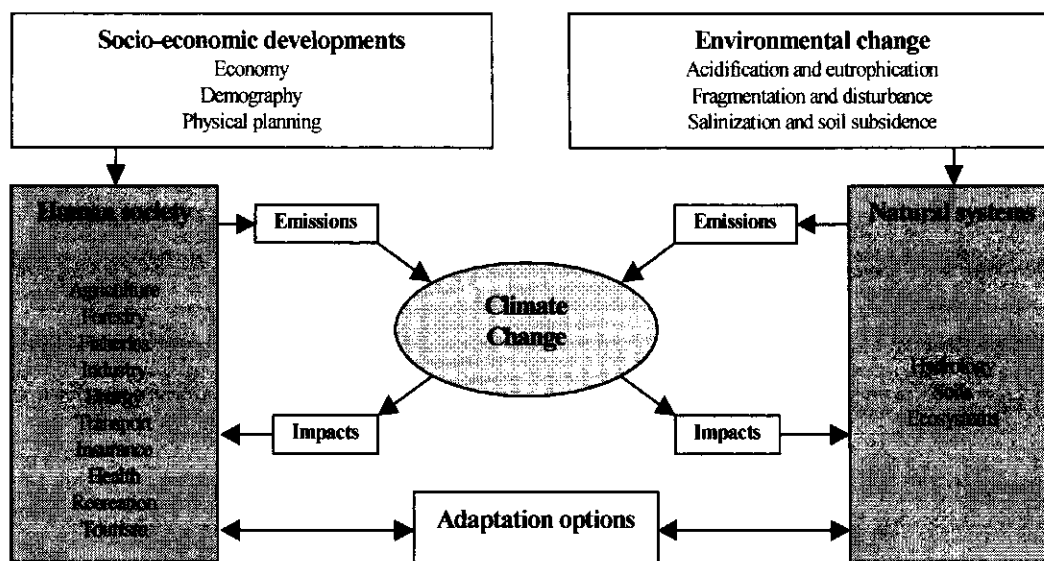 Socio-economic developments
Economy
Demography
Physical planning
Environmental change
Acidification and eutrophication
Fragmentation and disturbance
Salinization and soil subsidence
Human society
Agriculture
Forestry
Fisheries
Industry
Energy
Transport
Insurance
Health
Recreation
Tourism
Emissions
Emissions
Climate
Change
Impacts
Impacts
Adaptation options
Natural systems
Hydrology
Soils
Ecosystems